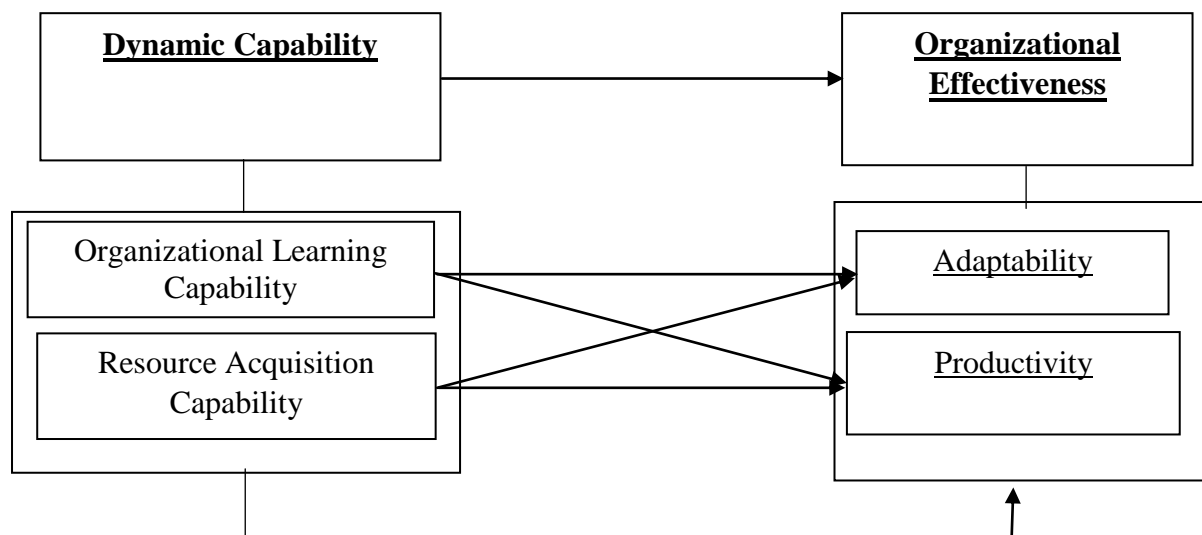 Dynamic Capability
Organizational
Effectiveness
Organizational Learning
Capability
Adaptability
Resource Acquisition
Capability
Productivity